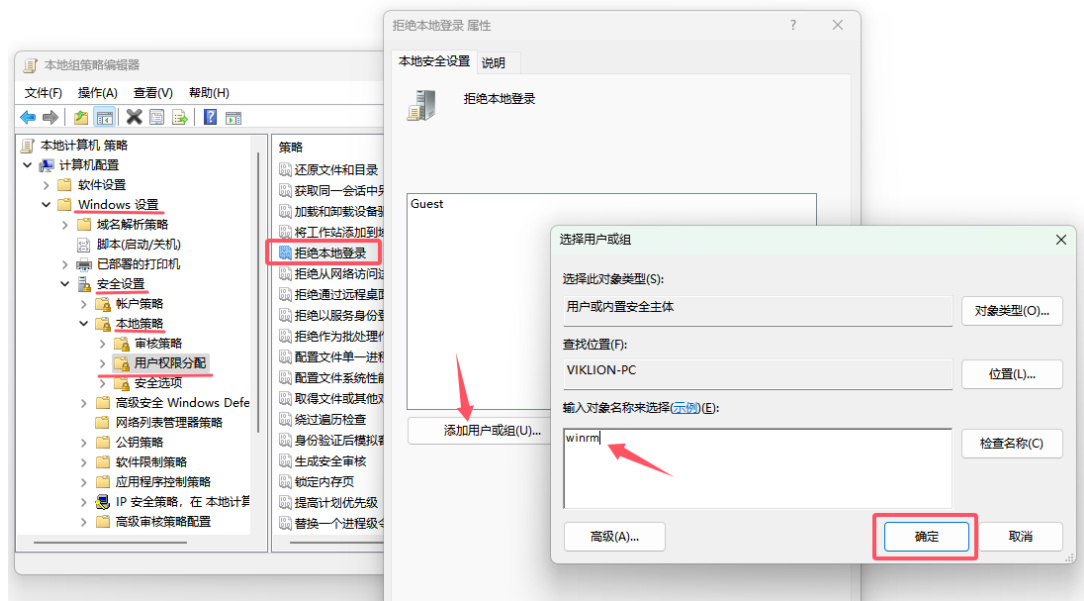 本地组策略编辑器
文件(F) 操作(A) 查看(V) 帮助(H)
本地计算机 策略
计算机配置
软件设置
Windows 设置
域名解析策略
脚本(启动/关机)
已部署的打印机
安全设置
帐户策略
本地策略
审核策略
用户权限分配
安全选项
高级安全 Windows Defe
网络列表管理器策略
公钥策略
软件限制策略
应用程序控制策略
IP 安全策略，在 本地计算
高级审核策略配置
策略
还原文件和目录
获取同一会话中另
加载和卸载设备驱
将工作站添加到域
拒绝本地登录
拒绝从网络访问这
拒绝通过远程桌面
拒绝以服务身份登
拒绝作为批处理作
配置文件单一进程
配置文件系统性能
取得文件或其他对
绕过遍历检查
身份验证后模拟客
生成安全审核
锁定内存页
提高计划优先级
替换一个进程级令
拒绝本地登录 属性
本地安全设置 说明
拒绝本地登录
Guest
添加用户或组(U)...
选择用户或组
选择此对象类型(S):
用户或内置安全主体
对象类型(O)...
查找位置(F):
VIKLION-PC
位置(L)...
输入对象名称来选择(示例)(E):
winrm
检查名称(C)
高级(A)...
确定
取消